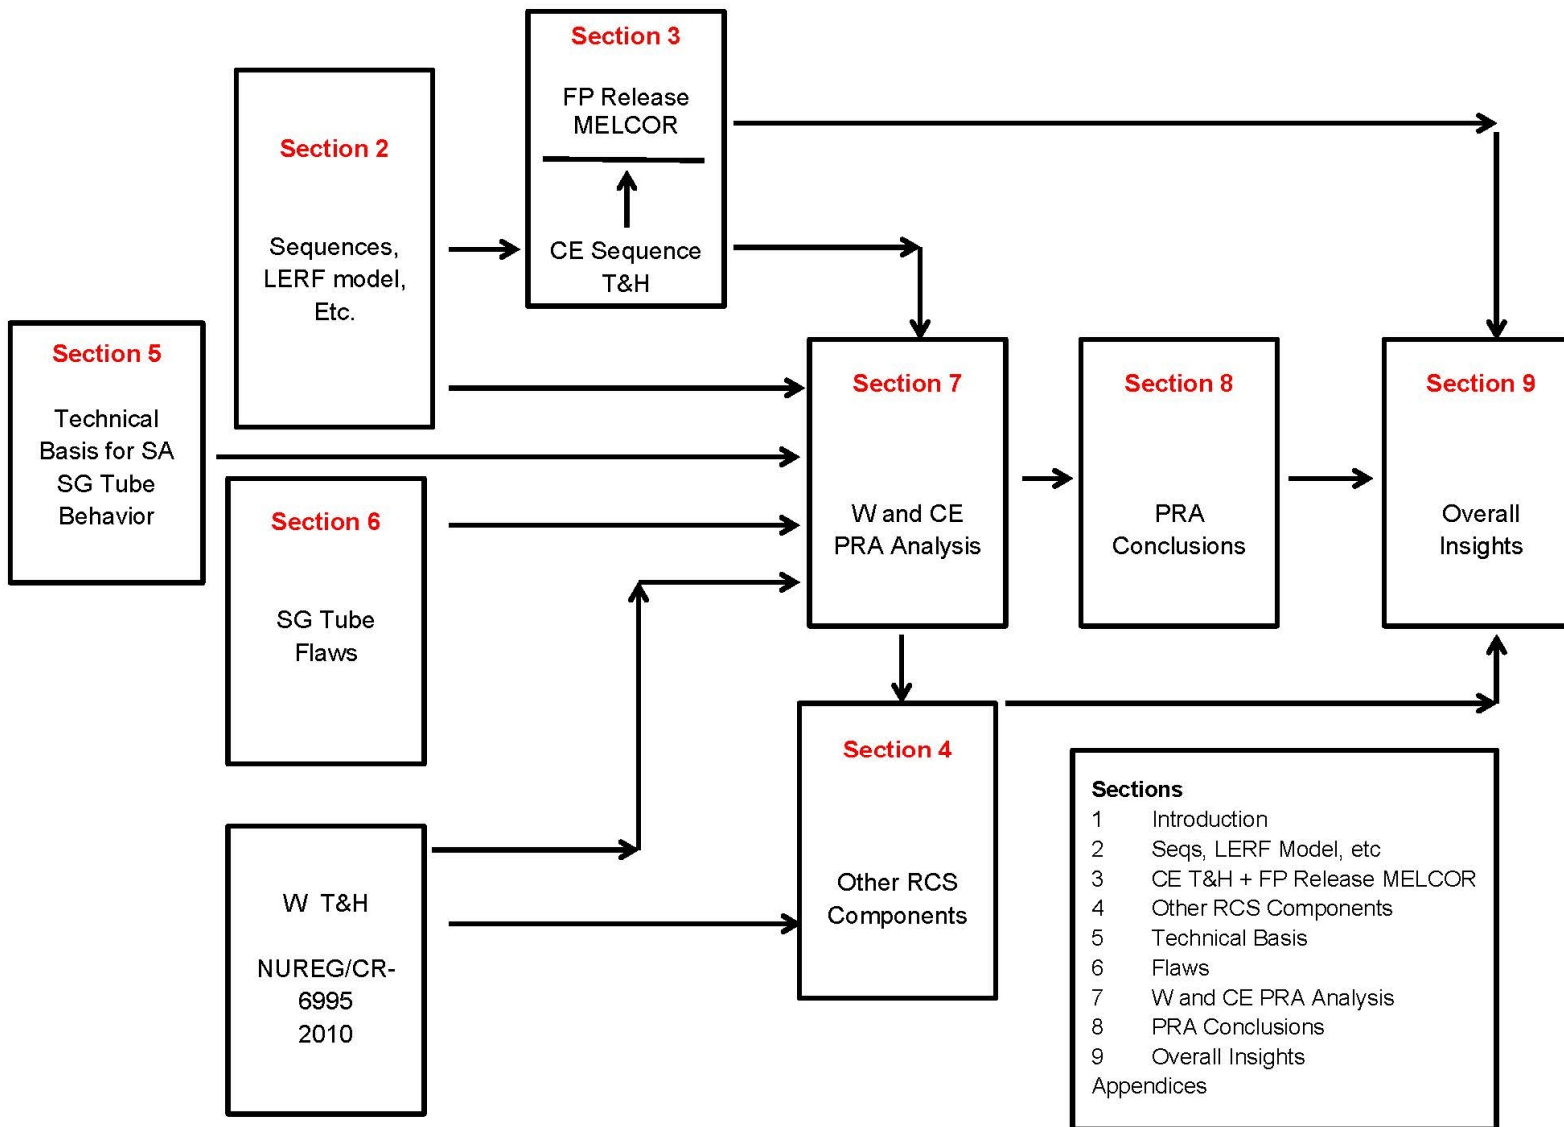 Section 3
FP Release
MELCOR
CE Sequence
T&H
Section 2
Sequences,
LERF model,
Etc.
Section 5
Technical
Basis for SA
SG Tube
Behavior
Section 6
SG Tube
Flaws
W T&H
NUREG/CR-
6995
2010
Section 7
W and CE
PRA Analysis
Section 8
PRA
Conclusions
Section 9
Overall
Insights
Section 4
Other RCS
Components
Sections
1 Introduction
2 Seqs, LERF Model, etc
3 CE T&H + FP Release MELCOR
4 Other RCS Components
5 Technical Basis
6 Flaws
7 W and CE PRA Analysis
8 PRA Conclusions
9 Overall Insights
Appendices